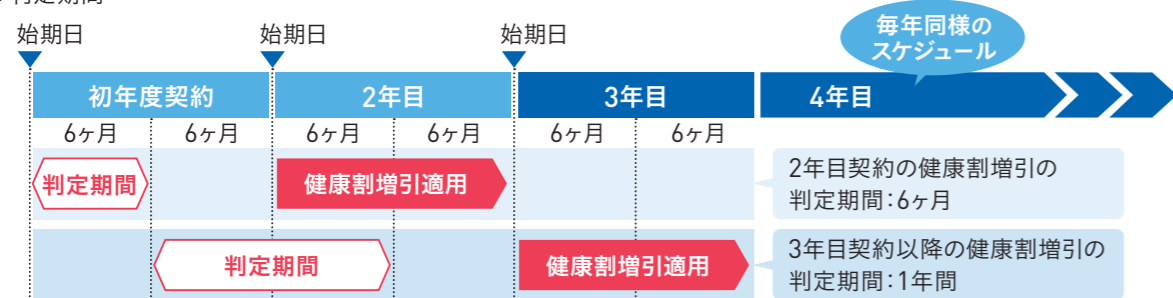 判定期間
始期日 始期日 始期日
毎年同様の
スケジュール
初年度契約 2年目 3年目 4年目
6ヶ月 6ヶ月 6ヶ月 6ヶ月 6ヶ月 6ヶ月
判定期間 健康割増引適用
2年目契約の健康割増引の
判定期間：6ヶ月
判定期間 健康割増引適用
3年目契約以降の健康割増引の
判定期間：1年間